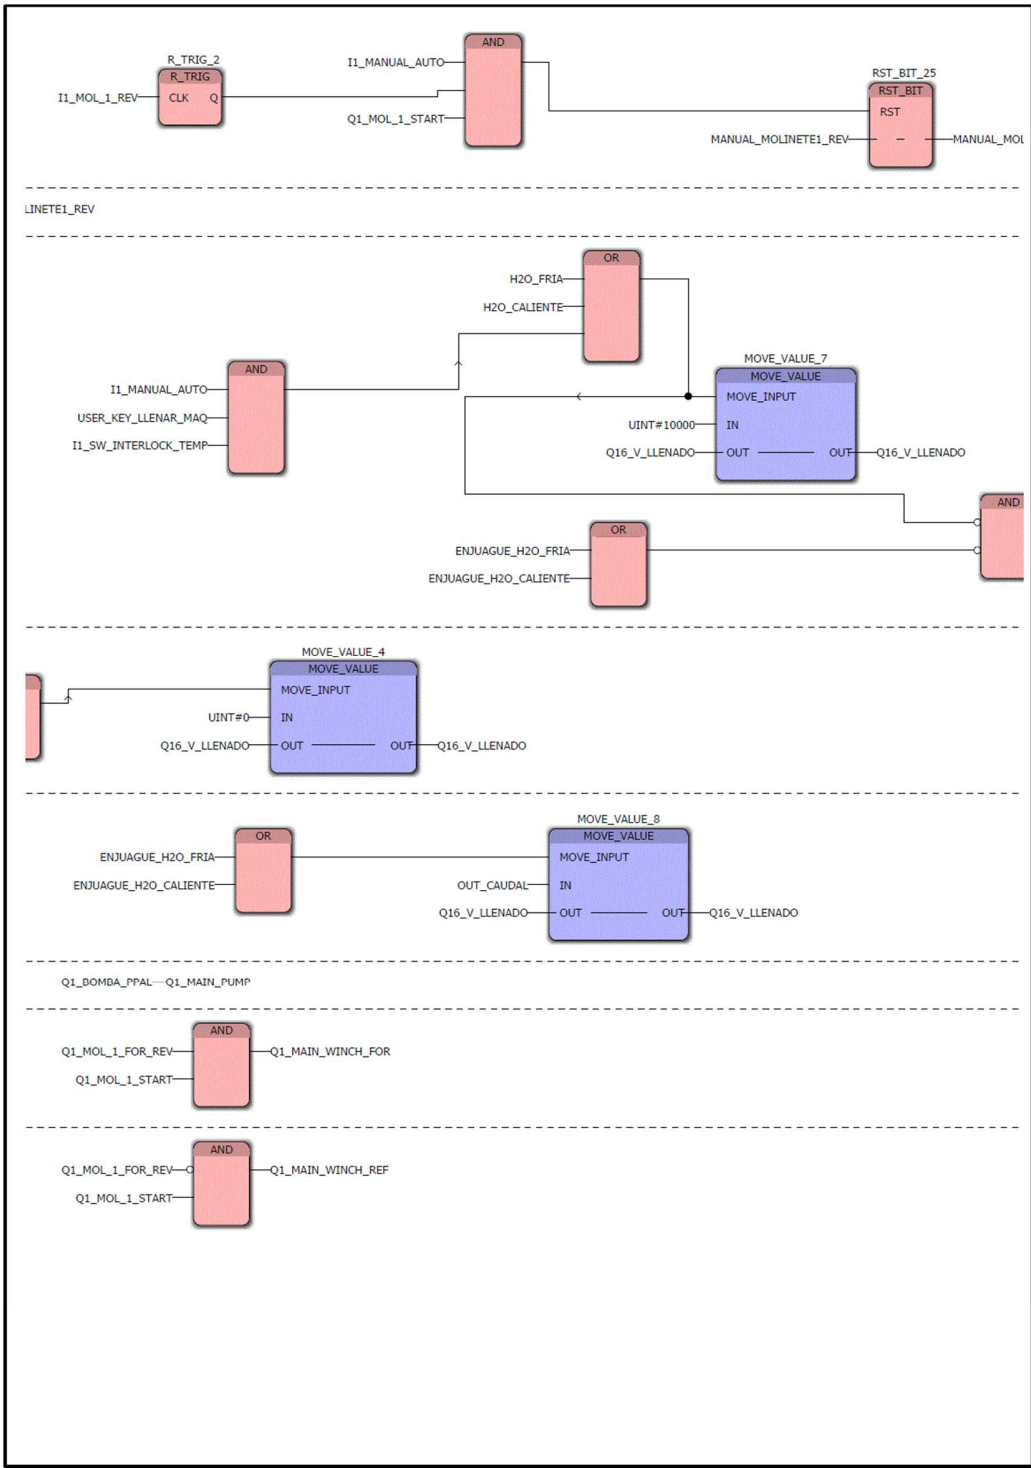 AND
R_TRIG_2
I1_MANUAL_AUTO
R_TRIG
RST_BIT_25
I1_MOL_1_REV
CLK Q
RST_BIT
Q1_MOL_1_START
RST
MANUAL_MOLINETE1_REV
MANUAL_MOL
LINETE1_REV
OR
H2O_FRIA
H2O_CALIENTE
MOVE_VALUE_7
AND
MOVE_VALUE
I1_MANUAL_AUTO
MOVE_INPUT
USER_KEY_LLENAR_MAQ
UINT#10000 IN
I1_SW_INTERLOCK_TEMP
Q16_V_LLENADO OUT OUT Q16_V_LLENADO
AND
OR
ENJUAGUE_H2O_FRIA
ENJUAGUE_H2O_CALIENTE
MOVE_VALUE_4
MOVE_VALUE
MOVE_INPUT
UINT#0 IN
Q16_V_LLENADO OUT OUT Q16_V_LLENADO
MOVE_VALUE_8
OR
MOVE_VALUE
ENJUAGUE_H2O_FRIA
MOVE_INPUT
ENJUAGUE_H2O_CALIENTE
OUT_CAUDAL IN
Q16_V_LLENADO OUT OUT Q16_V_LLENADO
Q1_BOMBA_PPAL Q1_MAIN_PUMP
AND
Q1_MOL_1_FOR_REV Q1_MAIN_WINCH_FOR
Q1_MOL_1_START
AND
Q1_MOL_1_FOR_REV Q1_MAIN_WINCH_REF
Q1_MOL_1_START